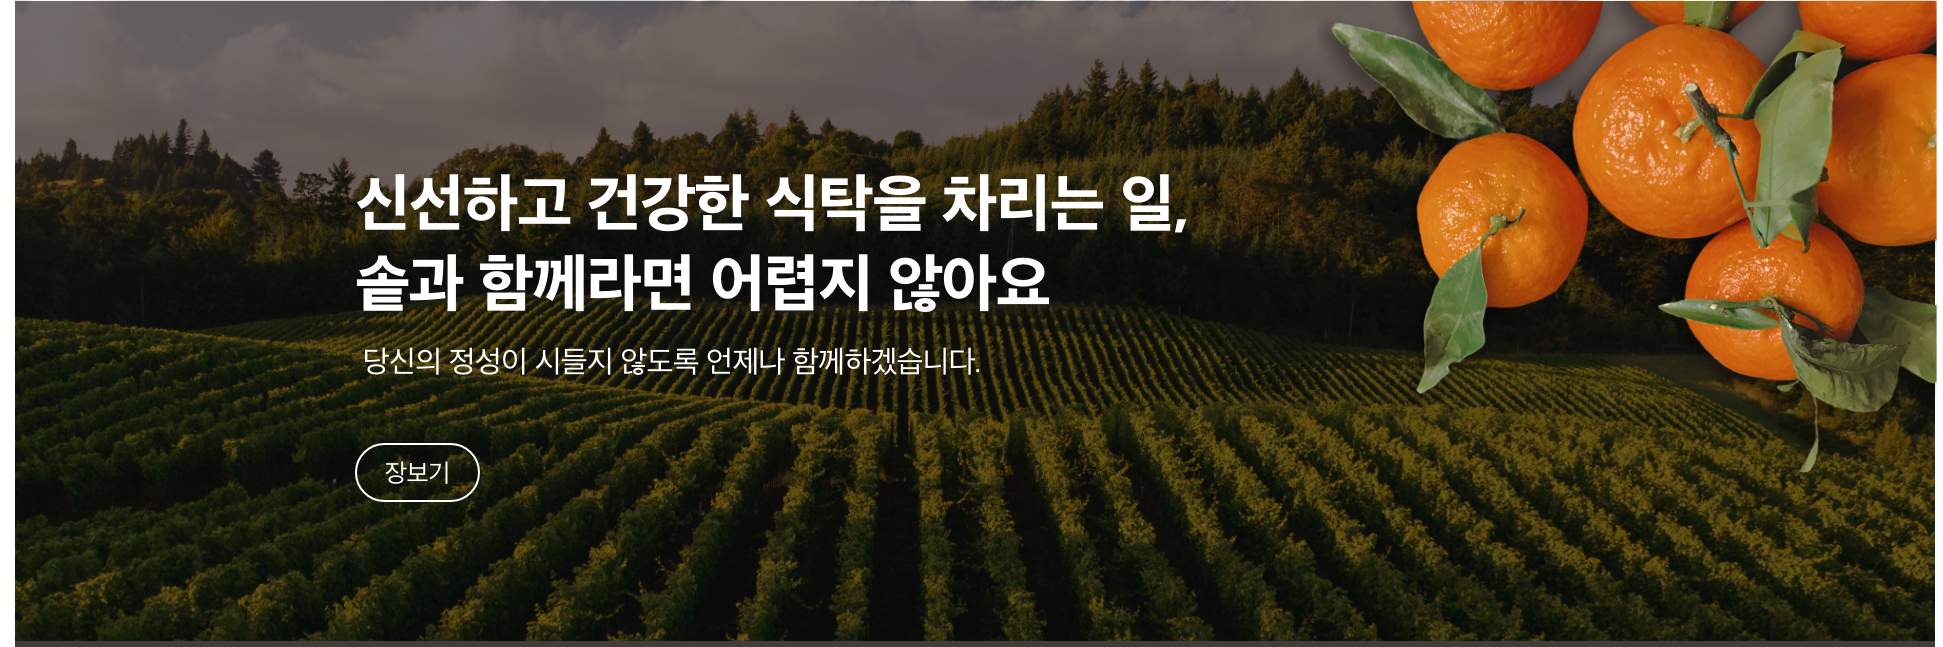 신선하고 건강한 식탁을 차리는 일,
솥과 함께라면 어렵지 않아요
당신의 정성이 시들지 않도록 언제나 함께하겠습니다.
장보기